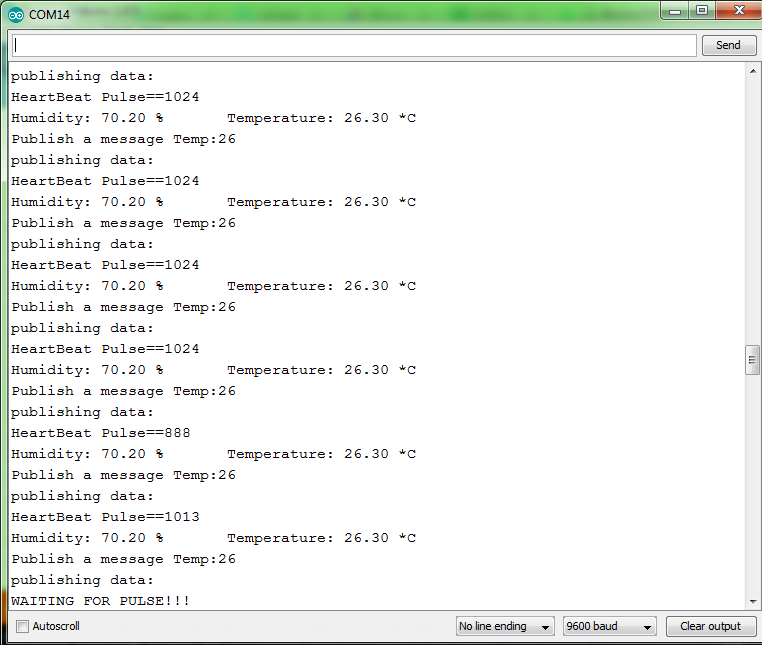 COM14
Send
publishing data:
HeartBeat Pulse==1024
Humidity: 70.20 %       Temperature: 26.30 *C
Publish a message Temp:26
publishing data:
HeartBeat Pulse==1024
Humidity: 70.20 %       Temperature: 26.30 *C
Publish a message Temp:26
publishing data:
HeartBeat Pulse==1024
Humidity: 70.20 %       Temperature: 26.30 *C
Publish a message Temp:26
publishing data:
HeartBeat Pulse==1024
Humidity: 70.20 %       Temperature: 26.30 *C
Publish a message Temp:26
publishing data:
HeartBeat Pulse==888
Humidity: 70.20 %       Temperature: 26.30 *C
Publish a message Temp:26
publishing data:
HeartBeat Pulse==1013
Humidity: 70.20 %       Temperature: 26.30 *C
Publish a message Temp:26
publishing data:
WAITING FOR PULSE!!!
Autoscroll No line ending 9600 baud Clear output